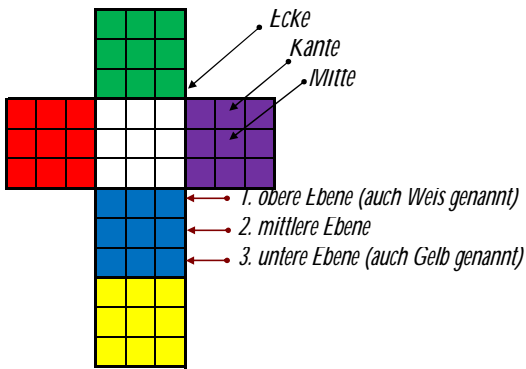 Ecke
Kante
Mitte
1. obere Ebene (auch Weis genannt)
2. mittlere Ebene
3. untere Ebene (auch Gelb genannt)